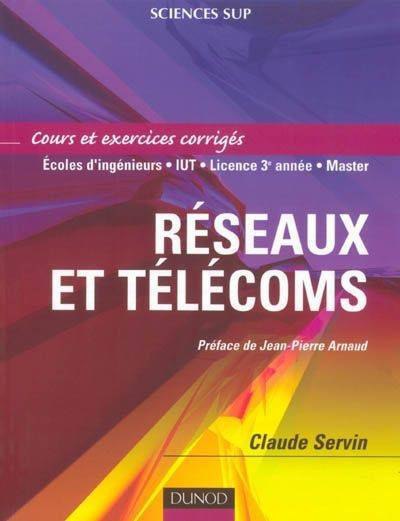 SCIENCES SUP
Cours et exercices corrigés
Écoles d'ingénieurs • IUT • Licence 3e année • Master
RÉSEAUX
ET TÉLÉCOMS
Préface de Jean-Pierre Arnaud
Claude Servin
DUNOD